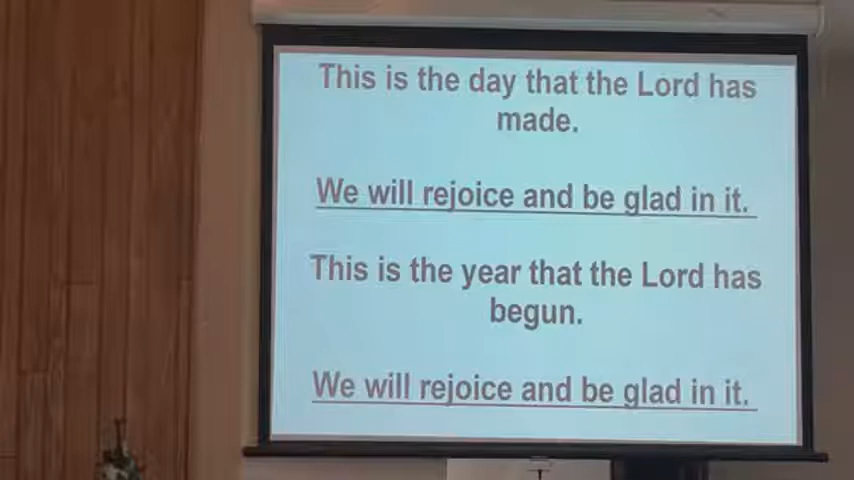 This is the day that the Lord has
made.
We will rejoice and be glad in it.
This is the year that the Lord has
begun.
We will rejoice and be glad in it.